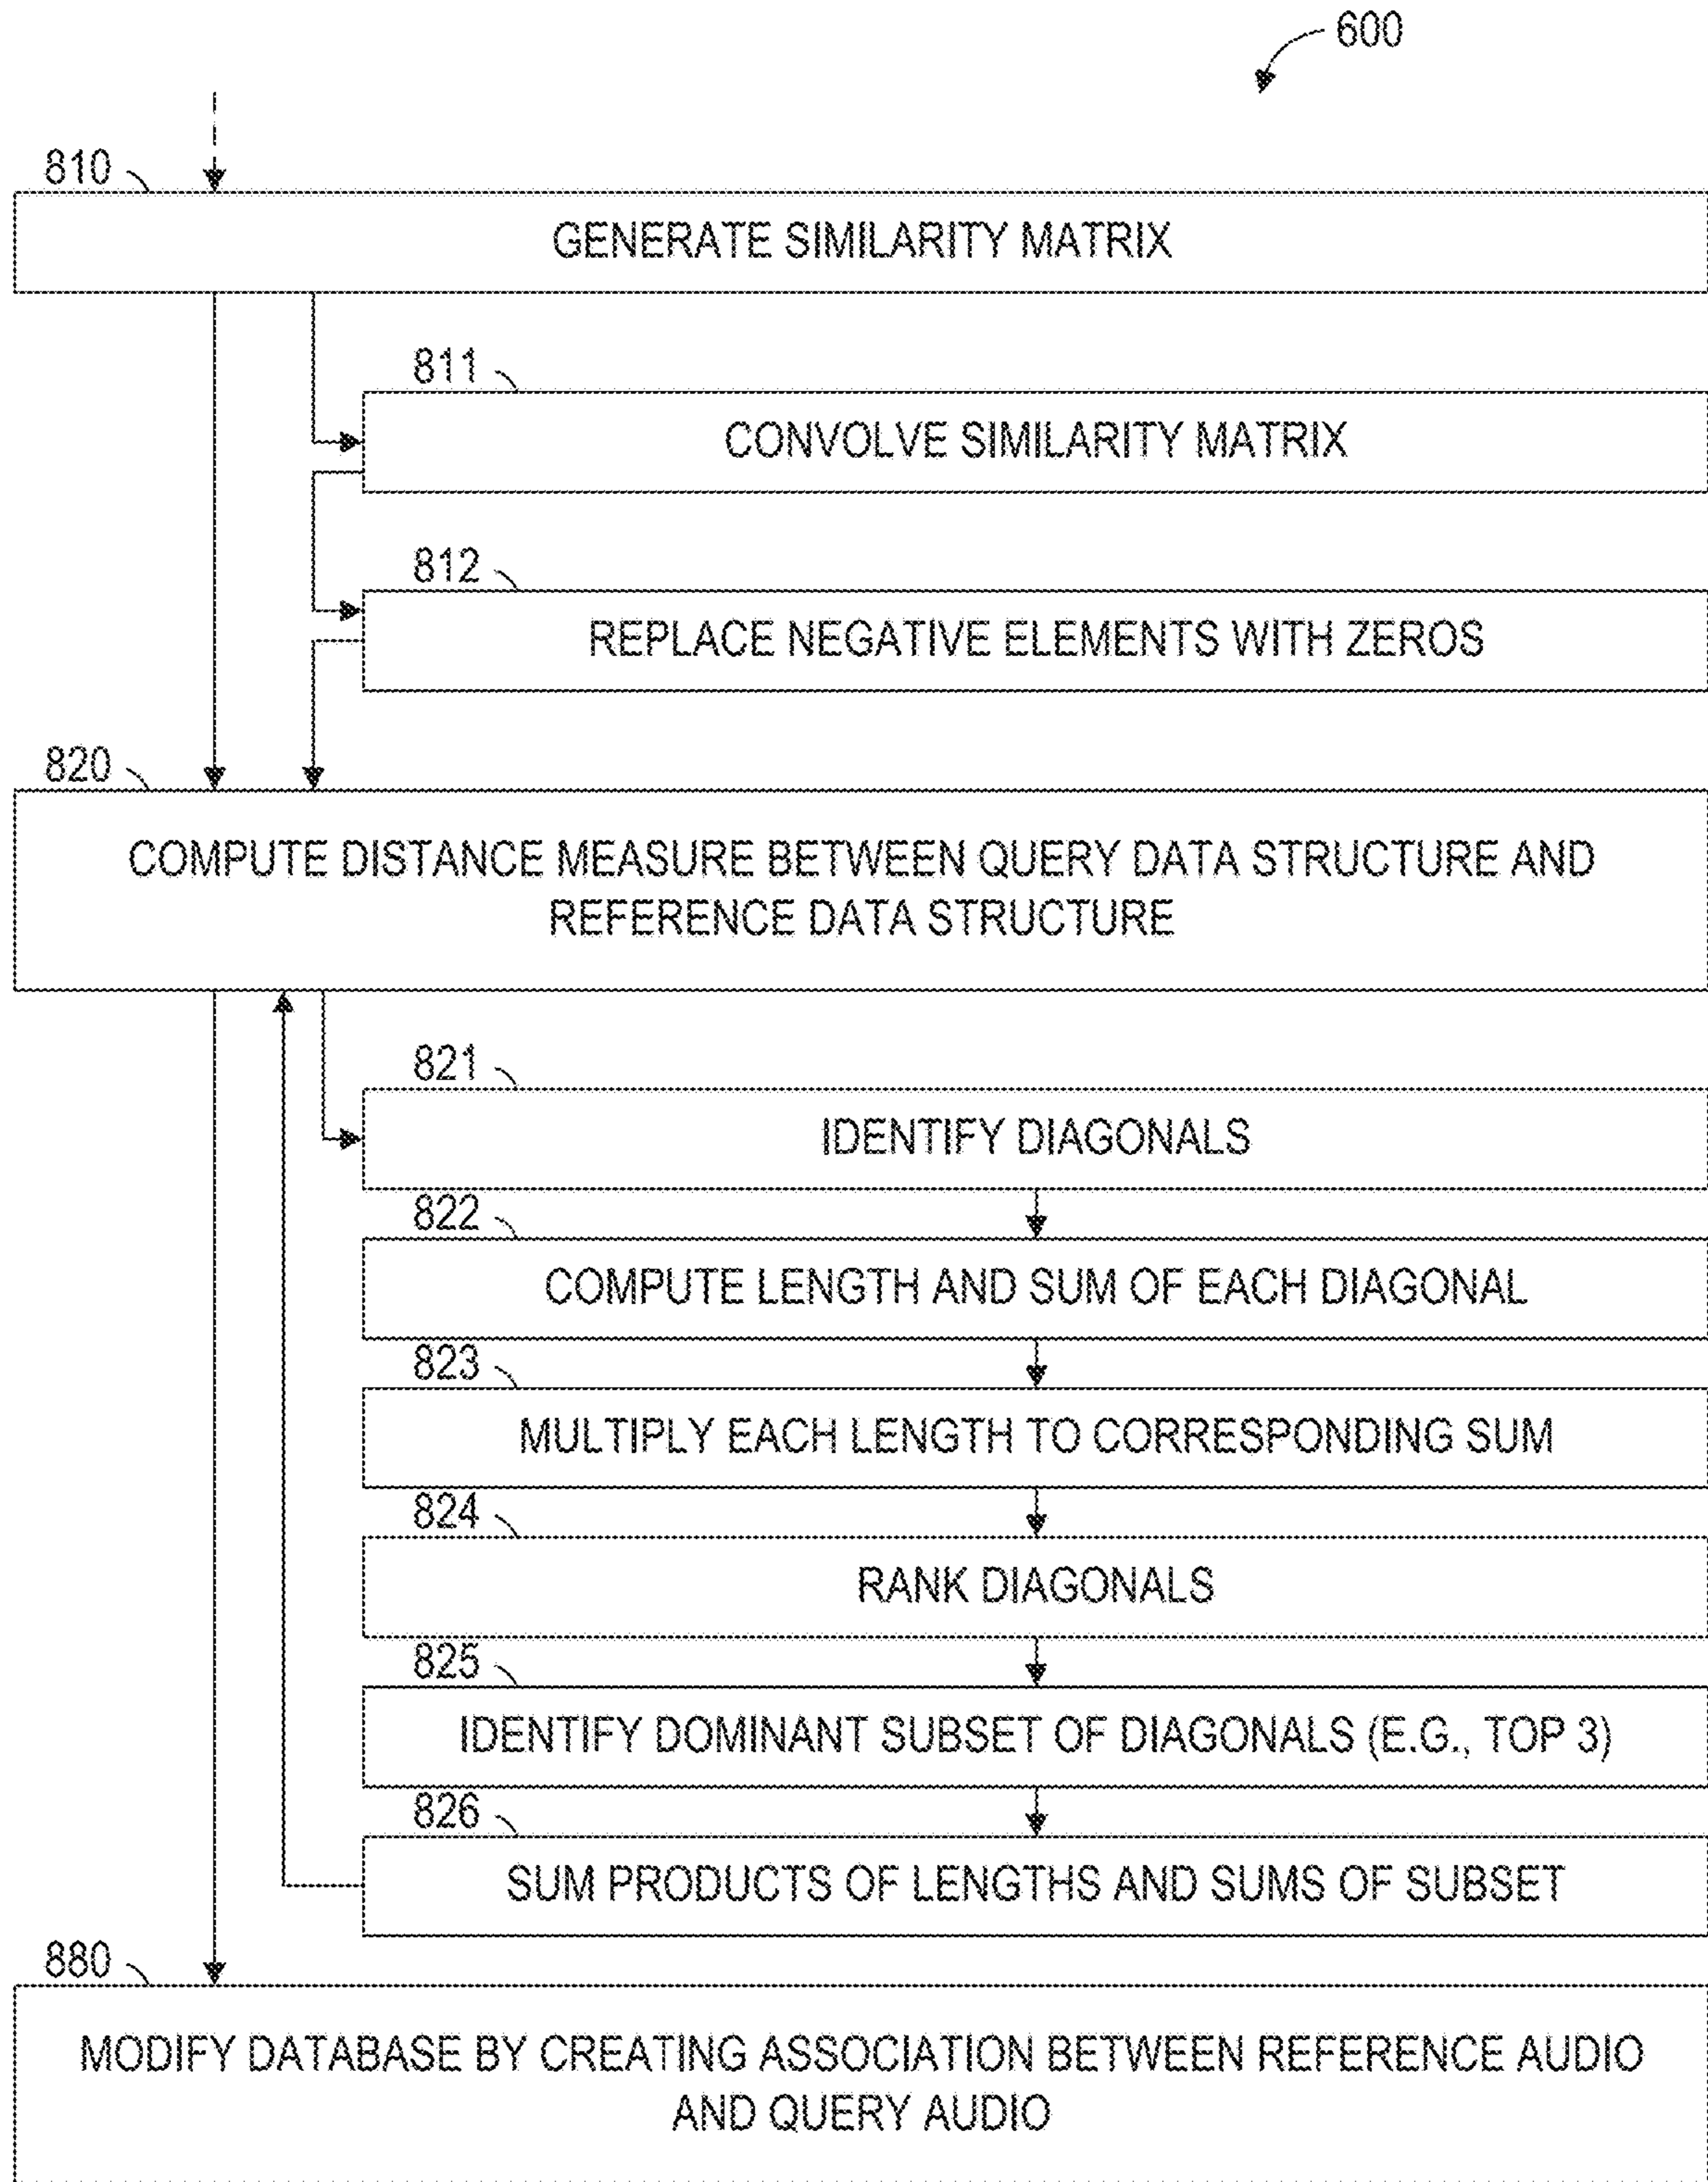 600
810
GENERATE SIMILARITY MATRIX
811
CONVOLVE SIMILARITY MATRIX
812
REPLACE NEGATIVE ELEMENTS WITH ZEROS
820
COMPUTE DISTANCE MEASURE BETWEEN QUERY DATA STRUCTURE AND
REFERENCE DATA STRUCTURE
821
IDENTIFY DIAGONALS
822
COMPUTE LENGTH AND SUM OF EACH DIAGONAL
823
MULTIPLY EACH LENGTH TO CORRESPONDING SUM
824
RANK DIAGONALS
825
IDENTIFY DOMINANT SUBSET OF DIAGONALS (E.G., TOP 3)
826
SUM PRODUCTS OF LENGTHS AND SUMS OF SUBSET
880
MODIFY DATABASE BY CREATING ASSOCIATION BETWEEN REFERENCE AUDIO
AND QUERY AUDIO